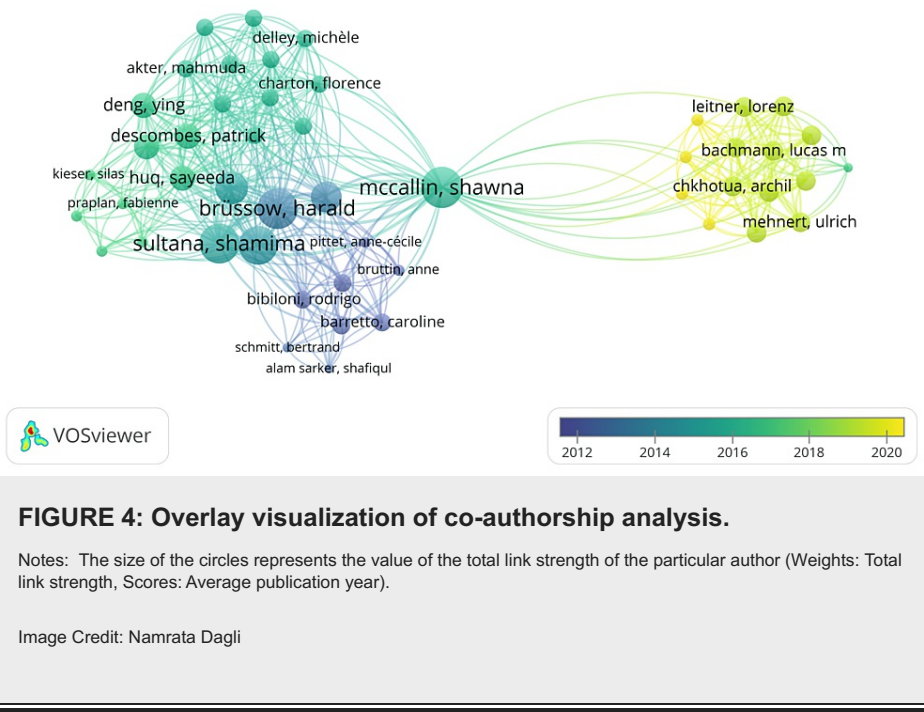 delley, michèle
akter, mahmuda
charton, florence
deng, ying
descombes, patrick
kieser, silas
huq, sayeeda
praplan, fabienne
brüssow, harald
mccallin, shawna
sultana, shamima
pittet, anne-cécile
bruttin, anne
bibiloni, rodrigo
barretto, caroline
schmitt, bertrand
alam sarker, shafiqul
leitner, lorenz
bachmann, lucas m
chkhotua, archil
mehnert, ulrich
VOSviewer
2012 2014 2016 2018 2020
FIGURE 4: Overlay visualization of co-authorship analysis.
Notes: The size of the circles represents the value of the total link strength of the particular author (Weights: Total
link strength, Scores: Average publication year).
Image Credit: Namrata Dagli